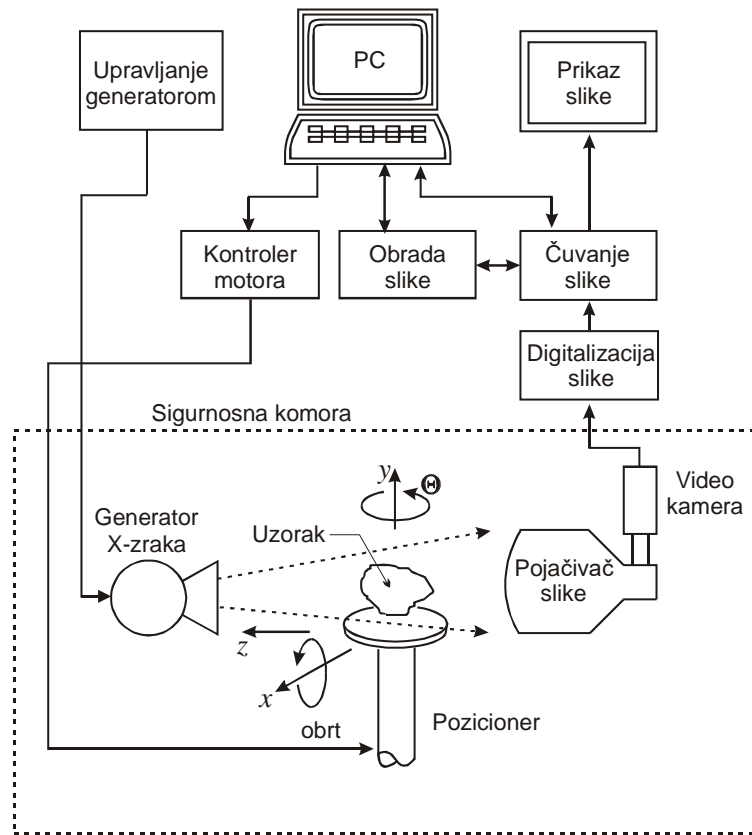 Upravljanje
generatorom
PC
Prikaz
slike
Kontroler
motora
Obrada
slike
Čuvanje
slike
Digitalizacija
slike
Sigurnosna komora
Video
kamera
y
Θ
Generator
X-zraka
Uzorak
Pojačivač
slike
z
x
obrt
Pozicioner